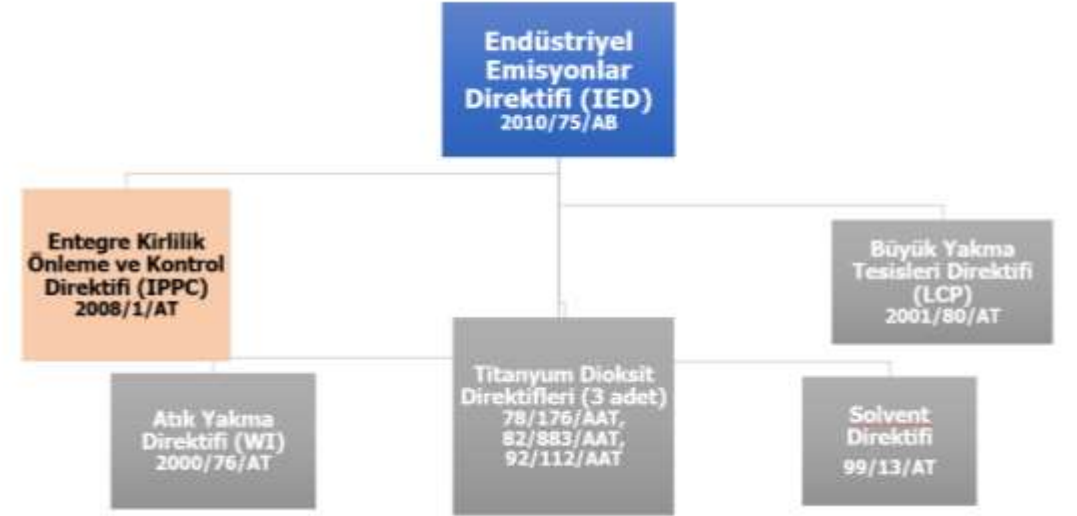 Endüstriyel
Emisyonlar
Direktifi (IED)
2010/75/AB
Entegre Kirlilik
Önleme ve Kontrol
Direktifi (IPPC)
2008/1/AT
Büyük Yakma
Tesisleri Direktifi
(LCP)
2001/80/AT
Atık Yakma
Direktifi (WI)
2000/76/AT
Titanyum Dioksit
Direktifleri (3 adet)
78/176/AAT,
82/883/AAT,
92/112/AAT
Solvent
Direktifi
99/13/AT